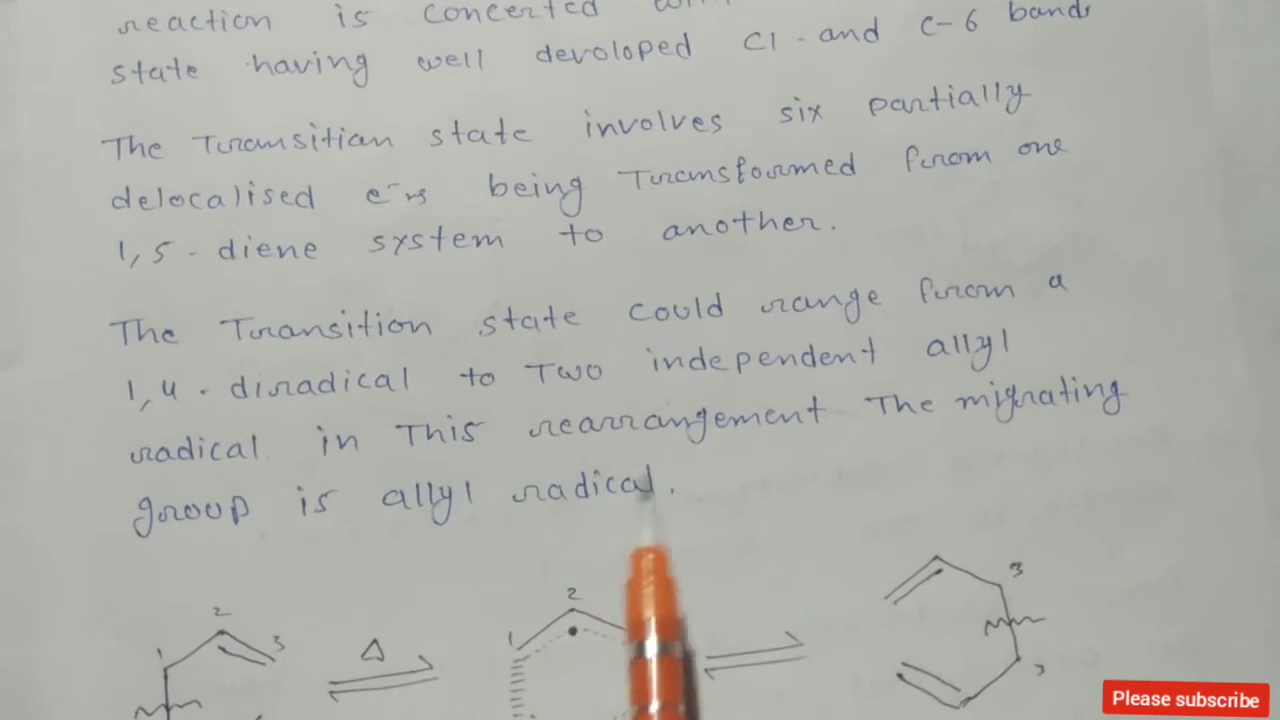 reaction is concerted
state having well devoloped C1 - and C-6 bands
The Transitian state involves six partially
delocalised e⁻rs being Transformed from one
1,5 - diene system to another.
The Transition state could range from a
1,4 - diradical to Two independent allyl
radical. in This rearrangement The migrating
group is allyl radical.
2
3
1
Δ
2
1
3
3
Please subscribe